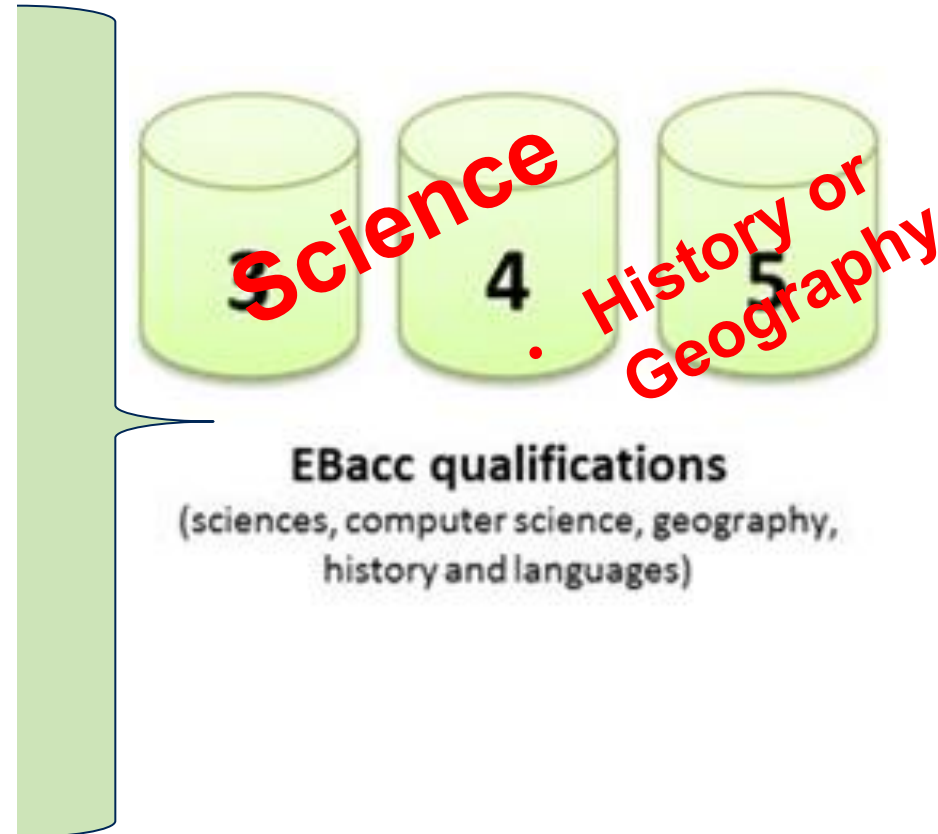 3
4
5
Science
• History or
Geography
EBacc qualifications
(sciences, computer science, geography,
history and languages)